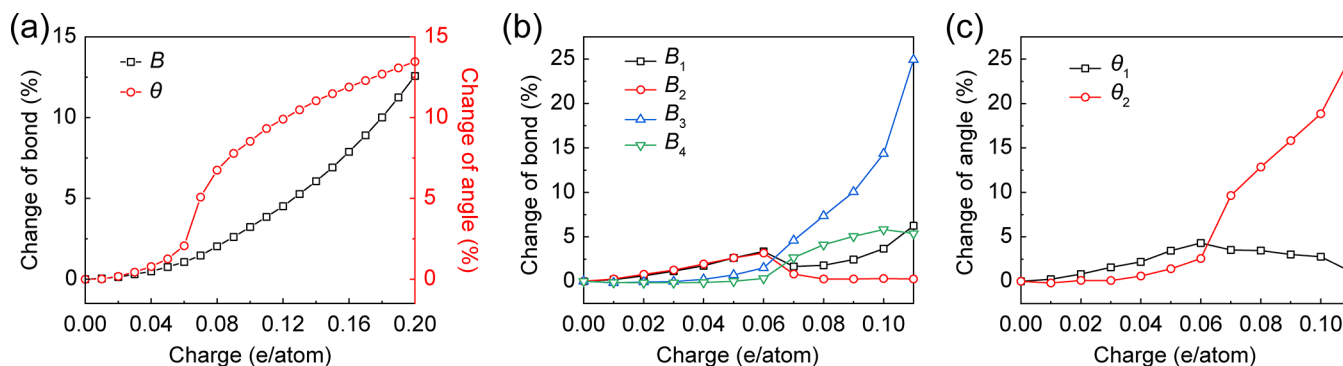 (a)
15
10
5
0
Change of bond (%)
B
θ
15
10
5
0
Change of angle (%)
0.00 0.04 0.08 0.12 0.16 0.20
Charge (e/atom)
(b)
25
20
15
10
5
0
Change of bond (%)
B1
B2
B3
B4
0.00 0.02 0.04 0.06 0.08 0.10
Charge (e/atom)
(c)
25
20
15
10
5
0
Change of angle (%)
θ1
θ2
0.00 0.02 0.04 0.06 0.08 0.10
Charge (e/atom)